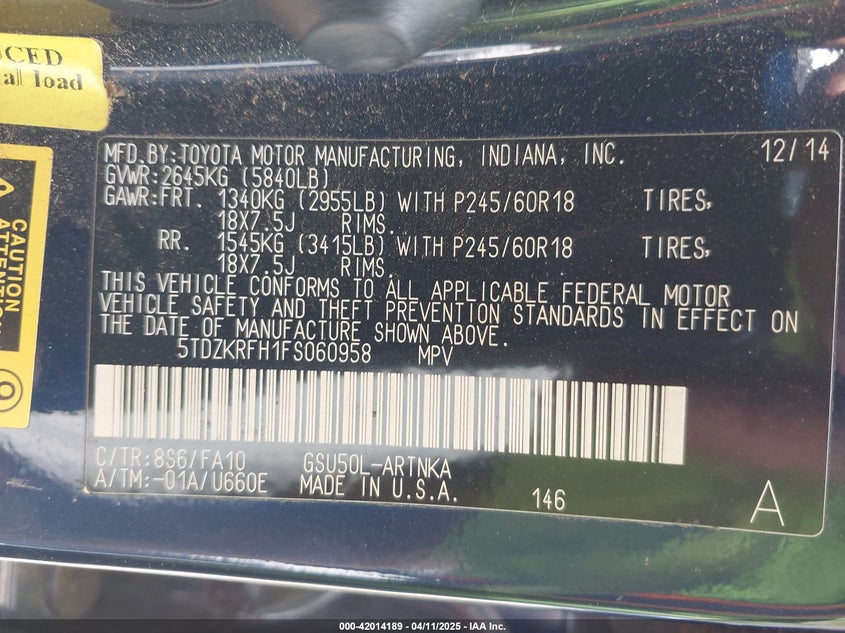 CED
al load
CAUTION
MFD.BY:TOYOTA MOTOR MANUFACTURING, INDIANA, INC. 12/14
GVWR:2645KG (5840LB)
GAWR:FRT. 1340KG (2955LB) WITH P245/60R18 TIRES,
18X7.5J RIMS.
RR. 1545KG (3415LB) WITH P245/60R18 TIRES,
18X7.5J RIMS.
THIS VEHICLE CONFORMS TO ALL APPLICABLE FEDERAL MOTOR
VEHICLE SAFETY AND THEFT PREVENTION STANDARDS IN EFFECT ON
THE DATE OF MANUFACTURE SHOWN ABOVE.
5TDZKRFH1FS060958 MPV
C/TR:8S6/FA10 GSU50L-ARTNKA
A/TM:-01A/U660E MADE IN U.S.A. 146 A
000-42014189 - 04/11/2025 - IAA Inc.